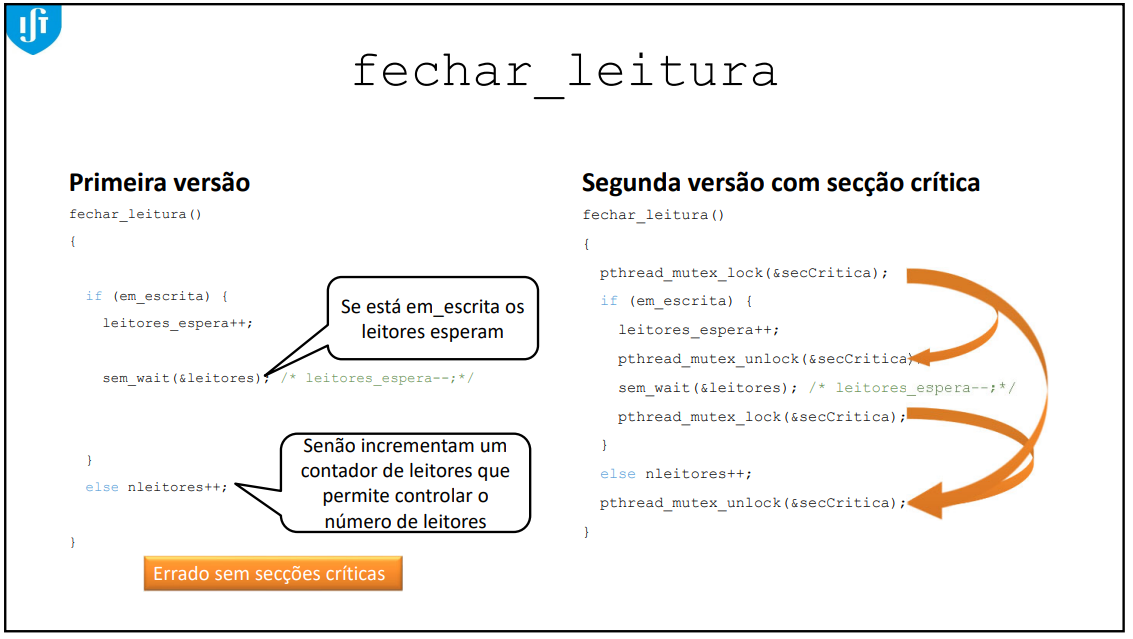 IST
fechar_leitura
Primeira versão
fechar_leitura()
{
if (em_escrita) {
leitores_espera++;
sem_wait(&leitores); /* leitores_espera--;*/
}
else nleitores++;
}
Se está em_escrita os
leitores esperam
Senão incrementam um
contador de leitores que
permite controlar o
número de leitores
Errado sem secções críticas
Segunda versão com secção crítica
fechar_leitura()
{
pthread_mutex_lock(&secCritica);
if (em_escrita) {
leitores_espera++;
pthread_mutex_unlock(&secCritica);
sem_wait(&leitores); /* leitores_espera--;*/
pthread_mutex_lock(&secCritica);
}
else nleitores++;
pthread_mutex_unlock(&secCritica);
}